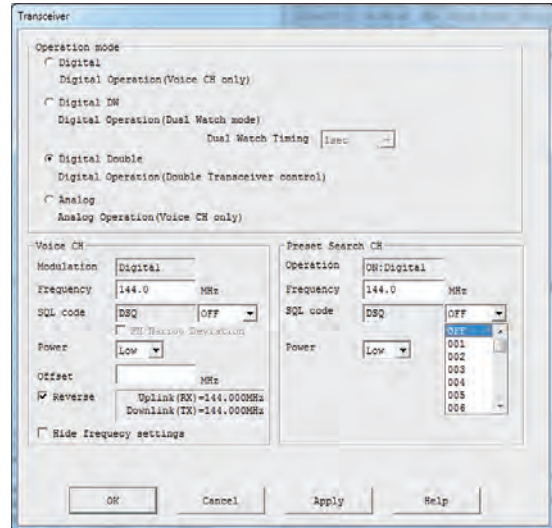 Transceiver
Operation mode
Digital
Digital Operation(Voice CH only)
Digital DW
Digital Operation(Dual Watch mode)
Dual Watch Timing 1sec
Digital Double
Digital Operation(Double Transceiver control)
Analog
Analog Operation(Voice CH only)
Voice CH
Modulation Digital
Frequency 144.0 MHz
SQL code DSQ OFF
FM Narrow Deviation
Power Low
Offset MHz
Reverse Uplink(RX)=144.000MHz
Downlink(TX)=144.000MHz
Hide frequecy settings
Preset Search CH
Operation ON:Digital
Frequency 144.0 MHz
SQL code DSQ OFF
OFF
001
002
003
004
005
006
Power Low
OK Cancel Apply Help